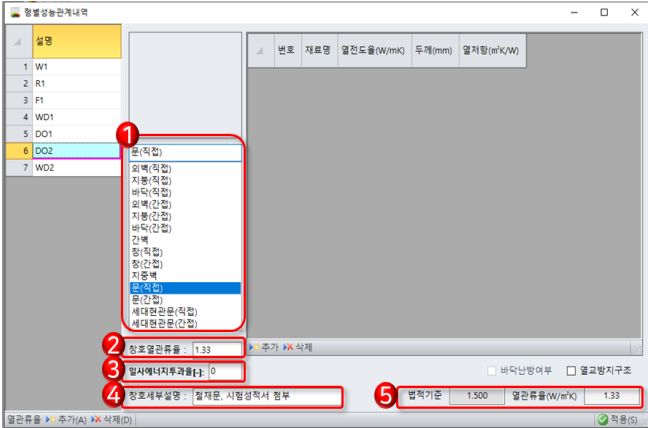 형별성능관계내역
설명
1 W1
2 R1
3 F1
4 WD1
5 DO1
6 DO2
7 WD2
번호 재료명 열전도율(W/mK) 두께(mm) 열저항(㎡K/W)
1
문(직접)
외벽(직접)
지붕(직접)
바닥(직접)
외벽(간접)
지붕(간접)
바닥(간접)
간벽
창(직접)
창(간접)
지중벽
문(직접)
문(간접)
세대현관문(직접)
세대현관문(간접)
2 창호열관류율 : 1.33
추가 삭제
3 일사에너지투과율[-]: 0
바닥난방여부 열교방지구조
4 창호세부설명 : 철재문, 시험성적서 첨부
5 법적기준 1.500 열관류율(W/㎡K) 1.33
열관류율 추가(A) 삭제(D)
적용(S)